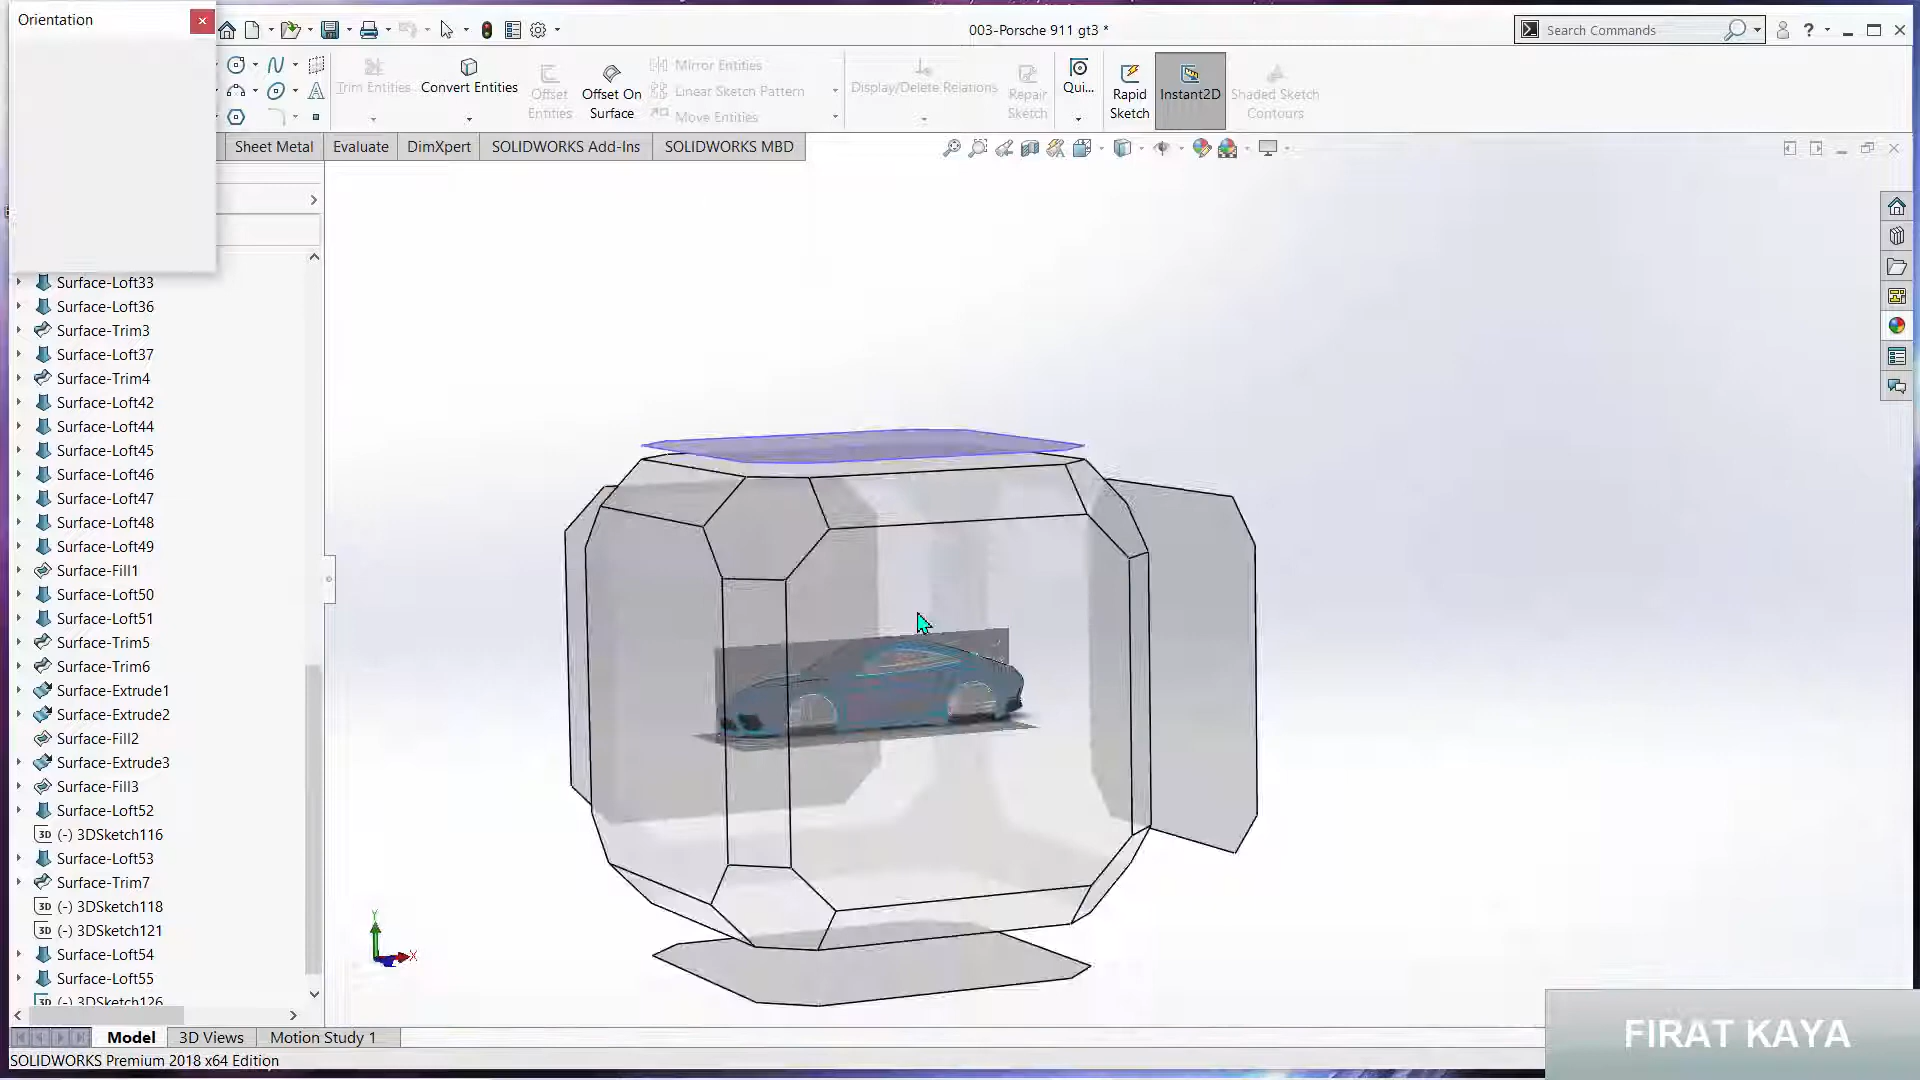 Orientation
003-Porsche 911 gt3 *
Search Commands
Trim Entities
Convert Entities
Offset Entities
Offset On Surface
Mirror Entities
Linear Sketch Pattern
Move Entities
Display/Delete Relations
Repair Sketch
Qui...
Rapid Sketch
Instant2D
Shaded Sketch Contours
Sheet Metal
Evaluate
DimXpert
SOLIDWORKS Add-Ins
SOLIDWORKS MBD
Surface-Loft33
Surface-Loft36
Surface-Trim3
Surface-Loft37
Surface-Trim4
Surface-Loft42
Surface-Loft44
Surface-Loft45
Surface-Loft46
Surface-Loft47
Surface-Loft48
Surface-Loft49
Surface-Fill1
Surface-Loft50
Surface-Loft51
Surface-Trim5
Surface-Trim6
Surface-Extrude1
Surface-Extrude2
Surface-Fill2
Surface-Extrude3
Surface-Fill3
Surface-Loft52
3D (-) 3DSketch116
Surface-Loft53
Surface-Trim7
3D (-) 3DSketch118
3D (-) 3DSketch121
Surface-Loft54
Surface-Loft55
3D (-) 3DSketch126
Y
X
Model
3D Views
Motion Study 1
SOLIDWORKS Premium 2018 x64 Edition
FIRAT KAYA